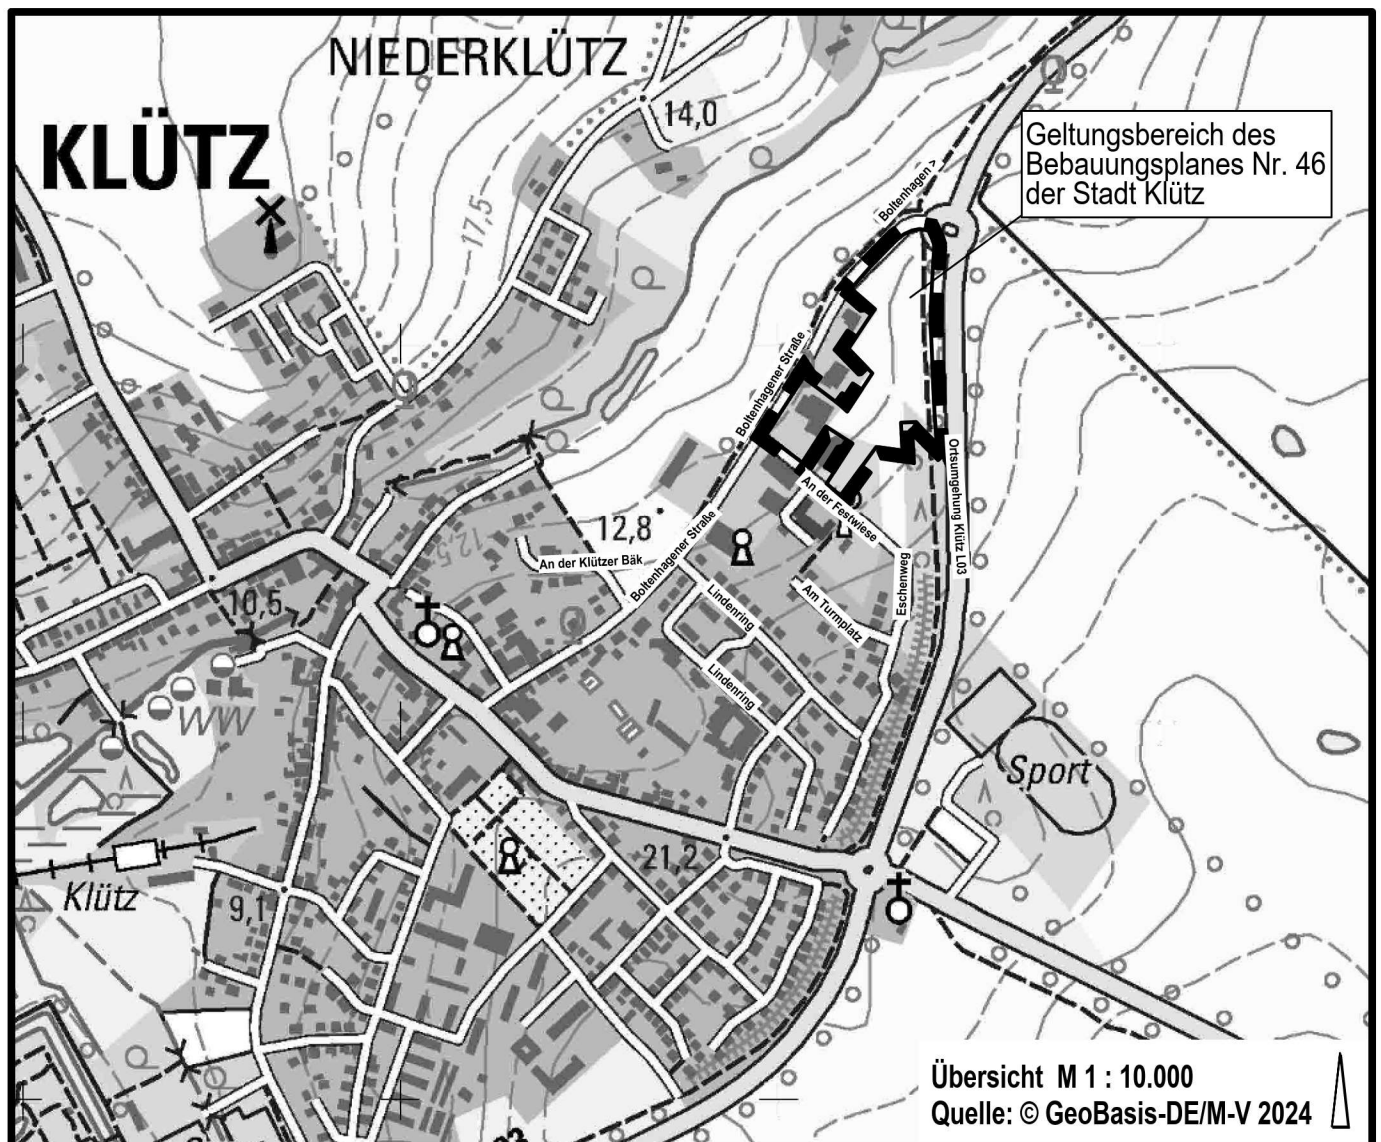 NIEDERKLÜTZ
KLÜTZ
14,0
17,5
Geltungsbereich des
Bebauungsplanes Nr. 46
der Stadt Klütz
Boltenhagen >
Boltenhagener Straße
Ortsumgehung Klütz L03
An der Festwiese
12,8
12,5
Boltenhagener Straße
An der Klützer Bäk
Eschenweg
Am Turmplatz
Lindenring
Lindenring
10,5
WW
Sport
21,2
Klütz
9,1
Übersicht M 1 : 10.000
Quelle: © GeoBasis-DE/M-V 2024